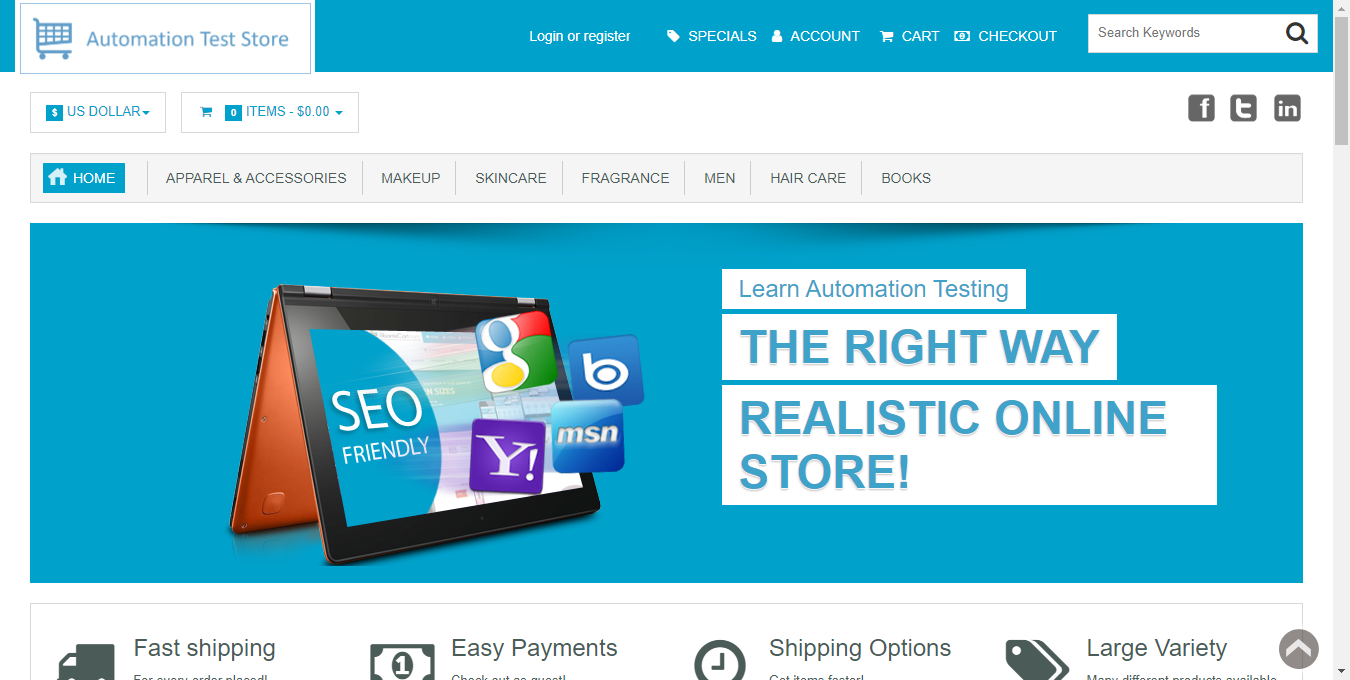 Automation Test Store
Login or register
SPECIALS
ACCOUNT
CART
CHECKOUT
Search Keywords
$ US DOLLAR
0 ITEMS - $0.00
f
t
in
HOME
APPAREL & ACCESSORIES
MAKEUP
SKINCARE
FRAGRANCE
MEN
HAIR CARE
BOOKS
Learn Automation Testing
THE RIGHT WAY
REALISTIC ONLINE
STORE!
SEO
FRIENDLY
g
b
msn
Y!
Fast shipping
For every order placed!
1
Easy Payments
Check out as guest!
Shipping Options
Get items faster!
Large Variety
Many different products available